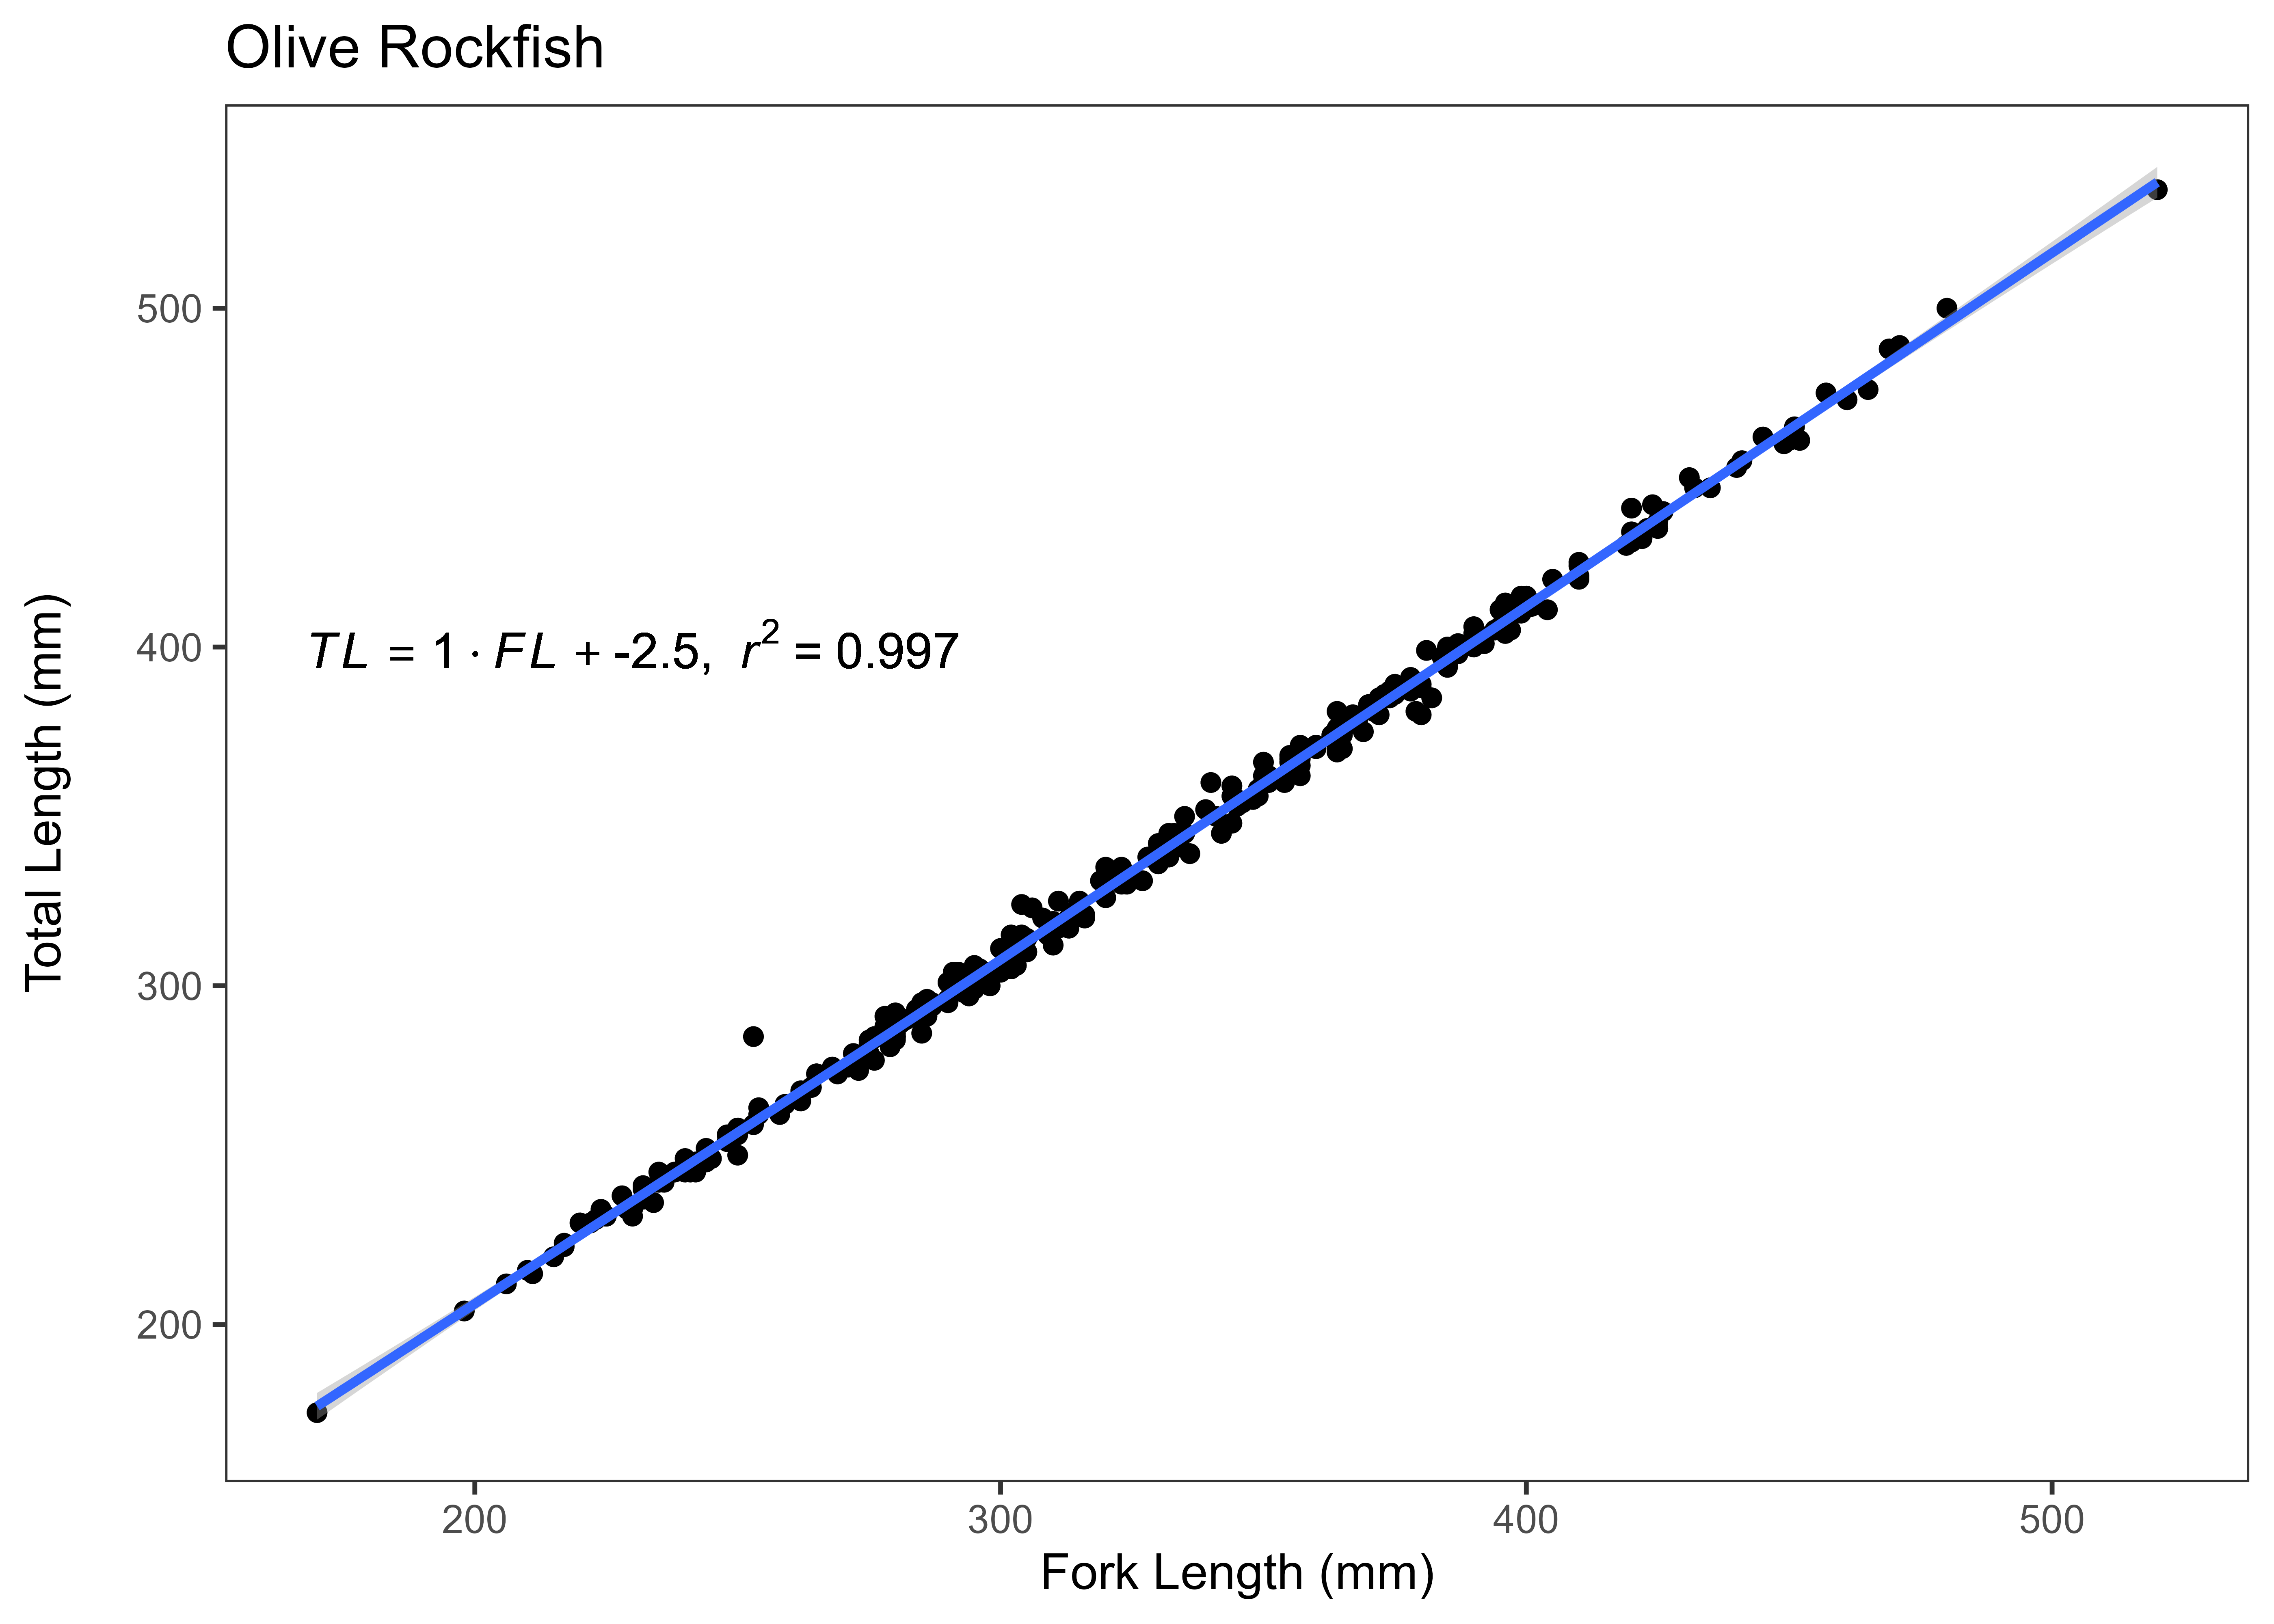 Olive Rockfish
Total Length (mm)
500
400
300
200
TL = 1 · FL + -2.5, r² = 0.997
200 300 400 500
Fork Length (mm)